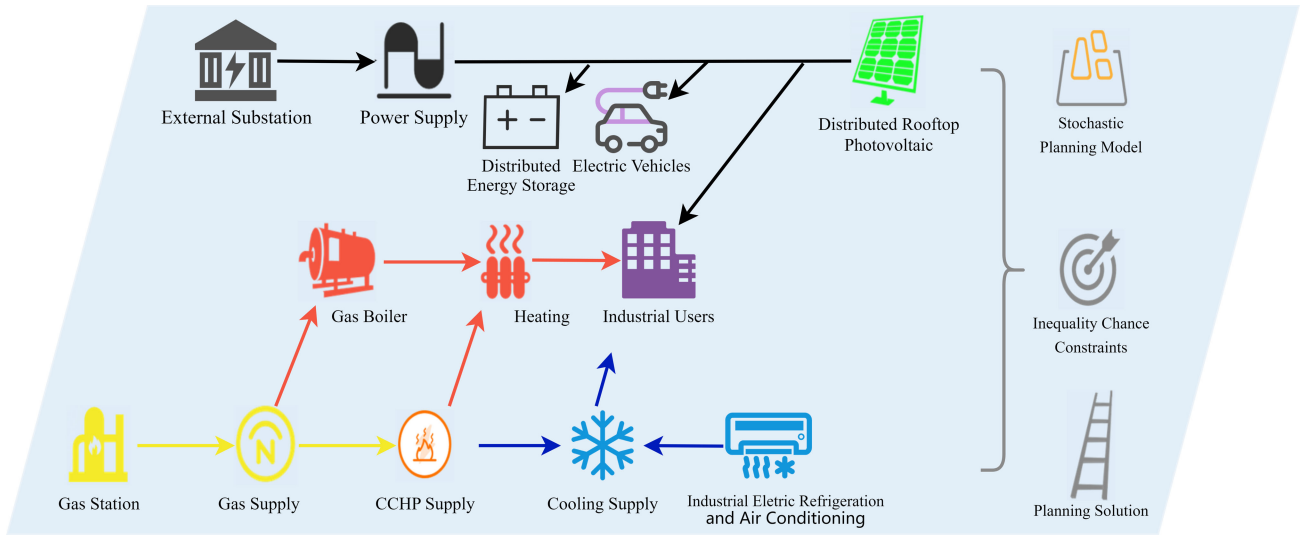 External Substation
Power Supply
Distributed
Energy Storage
Electric Vehicles
Distributed Rooftop
Photovoltaic
Stochastic
Planning Model
Gas Boiler
Heating
Industrial Users
Inequality Chance
Constraints
N
Gas Station
Gas Supply
CCHP Supply
Cooling Supply
Industrial Eletric Refrigeration
and Air Conditioning
Planning Solution